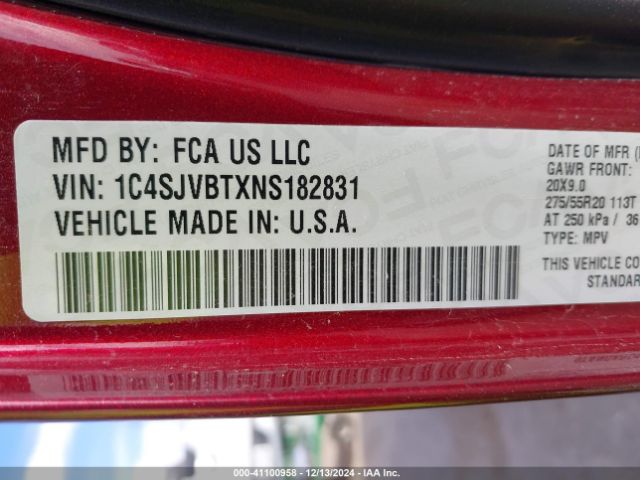 MFD BY: FCA US LLC
VIN: 1C4SJVBTXNS182831
VEHICLE MADE IN: U.S.A.
DATE OF MFR
GAWR FRONT:
20X9.0
275/55R20 113T
AT 250 kPa / 36
TYPE: MPV
THIS VEHICLE CO
STANDAR
000-41100958 - 12/13/2024 - IAA Inc.